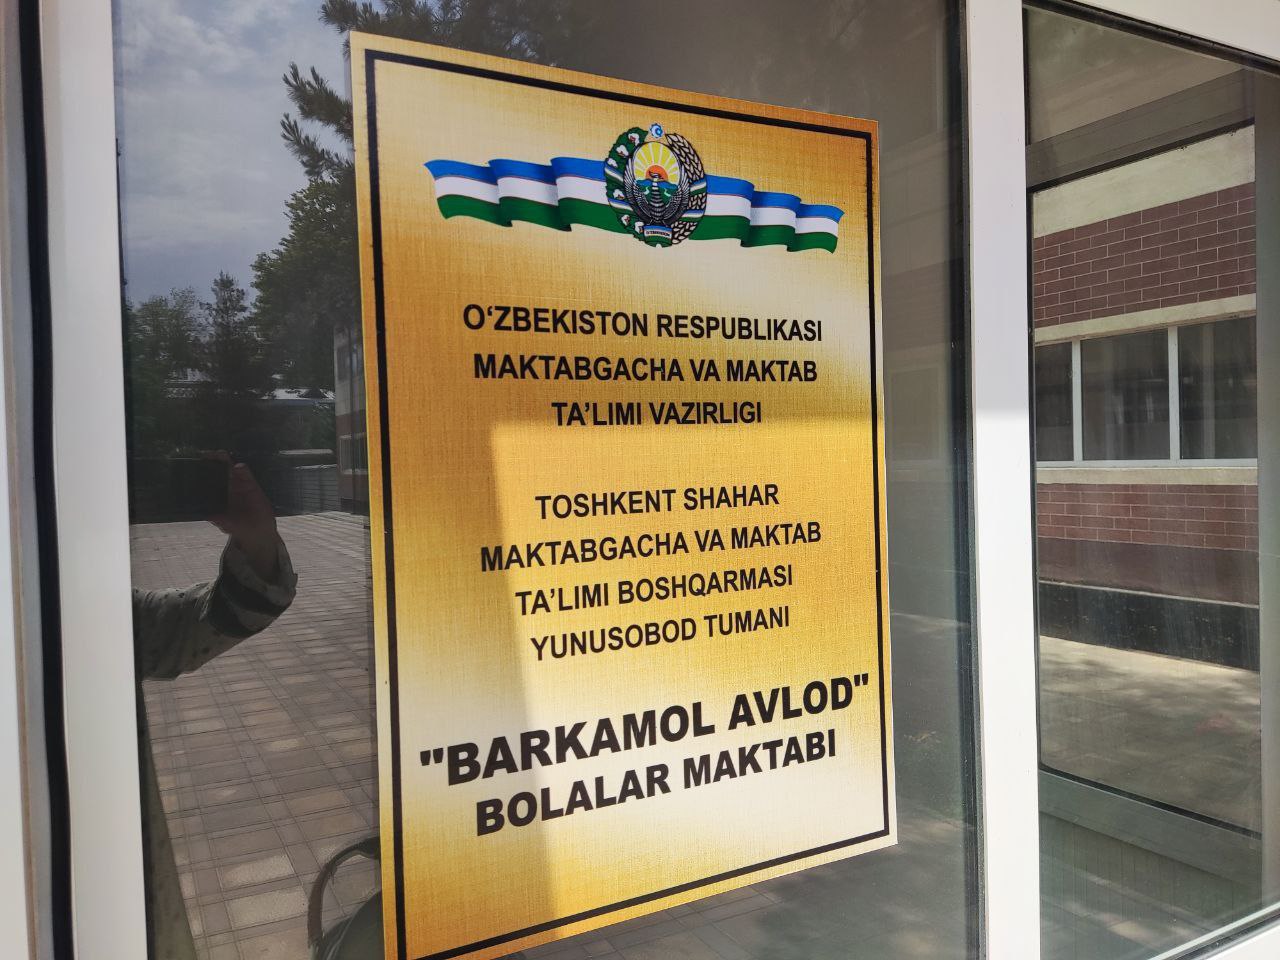 O‘ZBEKISTON RESPUBLIKASI
MAKTABGACHA VA MAKTAB
TA’LIMI VAZIRLIGI
TOSHKENT SHAHAR
MAKTABGACHA VA MAKTAB
TA’LIMI BOSHQARMASI
YUNUSOBOD TUMANI
"BARKAMOL AVLOD"
BOLALAR MAKTABI